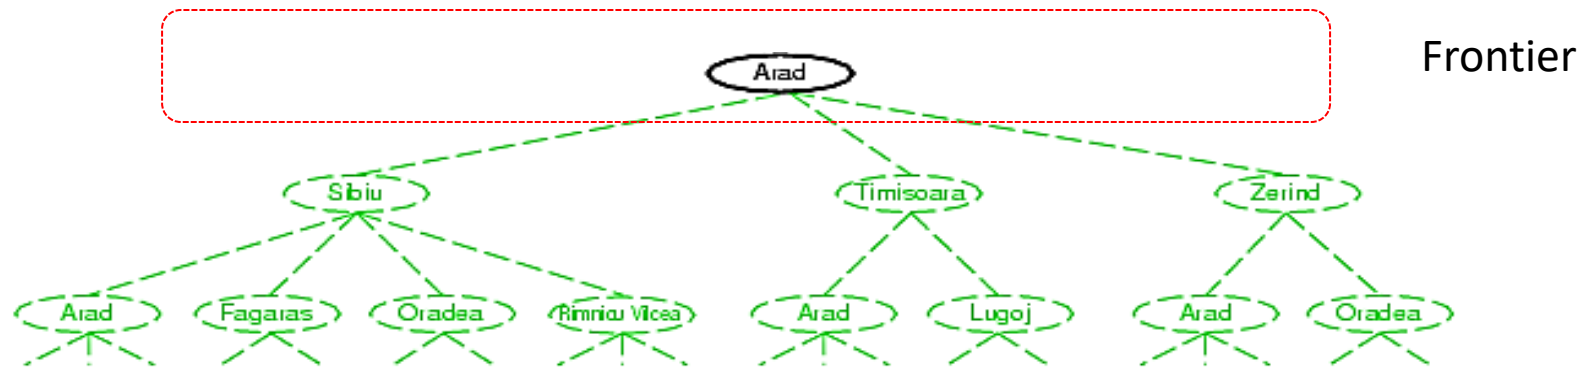 Frontier
Arad
Sibiu
Timisoara
Zerind
Arad
Fagaras
Oradea
Rimnicu Vilcea
Arad
Lugoj
Arad
Oradea